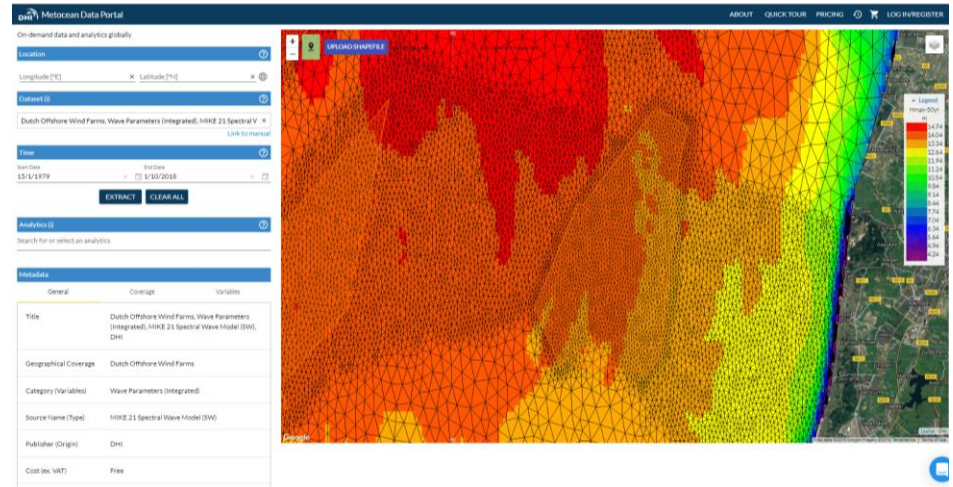 DHI Metocean Data Portal
ABOUT QUICK TOUR PRICING LOG IN/REGISTER
On-demand data and analytics globally
Location
Longitude [°E] × Latitude [°N] ×
Dataset [i]
Dutch Offshore Wind Farms, Wave Parameters (Integrated), MIKE 21 Spectral V ×
Link to manual
Time
Start Date End Date
15/1/1979 × 1/10/2018 ×
EXTRACT CLEAR ALL
Analytics [i]
Search for or select an analytics
Metadata
General Coverage Variables
Title Dutch Offshore Wind Farms, Wave Parameters
(Integrated), MIKE 21 Spectral Wave Model (SW),
DHI
Geographical Coverage Dutch Offshore Wind Farms
Category (Variables) Wave Parameters (Integrated)
Source Name (Type) MIKE 21 Spectral Wave Model (SW)
Publisher (Origin) DHI
Cost (ex. VAT) Free
+
−
UPLOAD SHAPEFILE
Legend
Hmax-50yr
m
14.74
14.04
13.34
12.64
11.94
11.24
10.54
9.84
9.14
8.44
7.74
7.04
6.34
5.64
4.94
4.24
Google